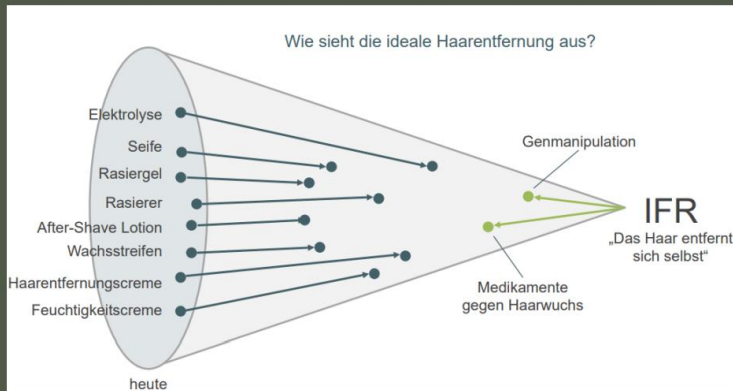 Wie sieht die ideale Haarentfernung aus?
Elektrolyse
Seife
Rasiergel
Rasierer
After-Shave Lotion
Wachsstreifen
Haarentfernungscreme
Feuchtigkeitscreme
heute
Genmanipulation
Medikamente
gegen Haarwuchs
IFR
„Das Haar entfernt
sich selbst“